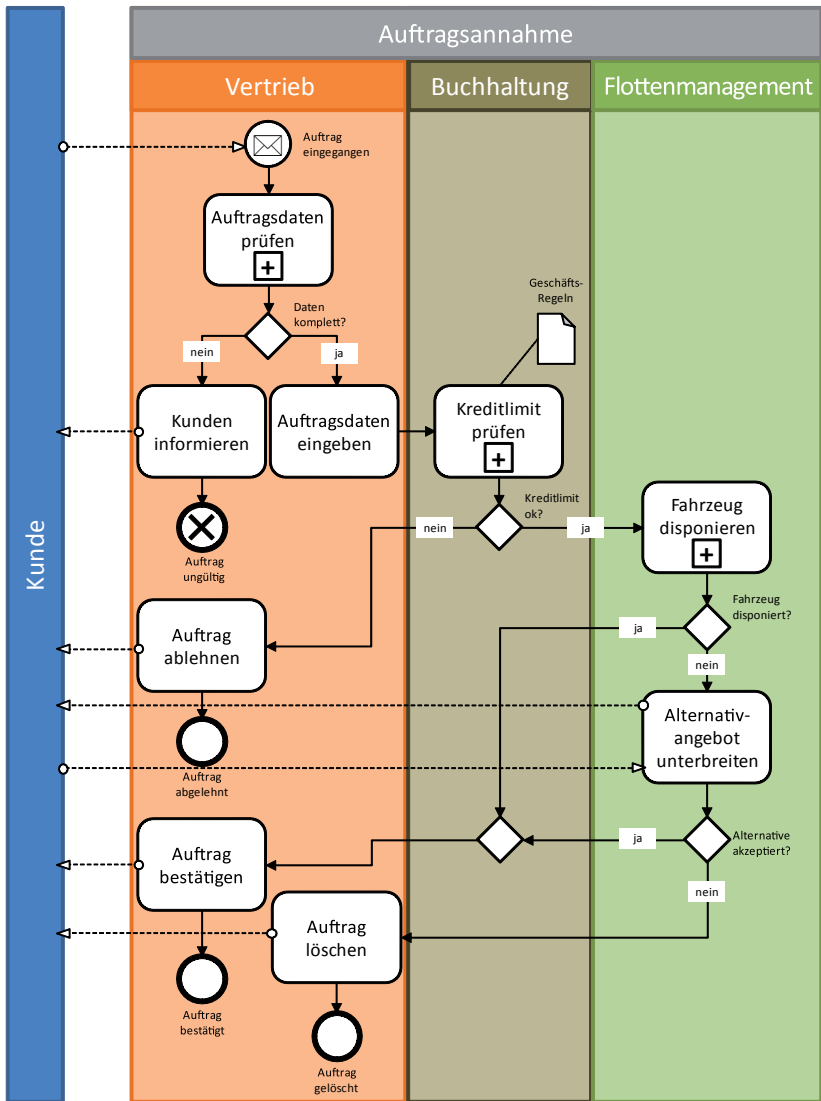 Auftragsannahme
Vertrieb
Buchhaltung
Flottenmanagement
Kunde
Auftrag
eingegangen
Auftragsdaten
prüfen
Daten
komplett?
nein
ja
Geschäfts-
Regeln
Kunden
informieren
Auftragsdaten
eingeben
Kreditlimit
prüfen
Auftrag
ungültig
Kreditlimit
ok?
nein
ja
Fahrzeug
disponieren
Fahrzeug
disponiert?
ja
nein
Auftrag
ablehnen
Auftrag
abgelehnt
Alternativ-
angebot
unterbreiten
Alternative
akzeptiert?
ja
nein
Auftrag
bestätigen
Auftrag
löschen
Auftrag
bestätigt
Auftrag
gelöscht